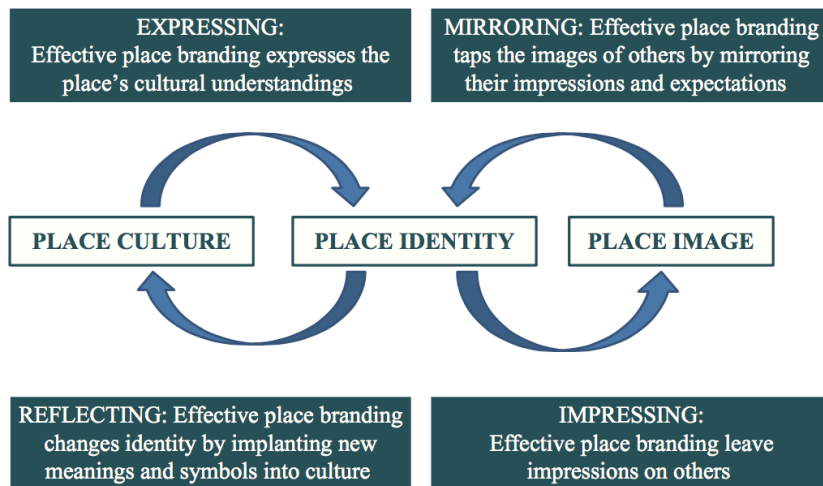 EXPRESSING:
Effective place branding expresses the
place's cultural understandings
MIRRORING: Effective place branding
taps the images of others by mirroring
their impressions and expectations
PLACE CULTURE
PLACE IDENTITY
PLACE IMAGE
REFLECTING: Effective place branding
changes identity by implanting new
meanings and symbols into culture
IMPRESSING:
Effective place branding leave
impressions on others